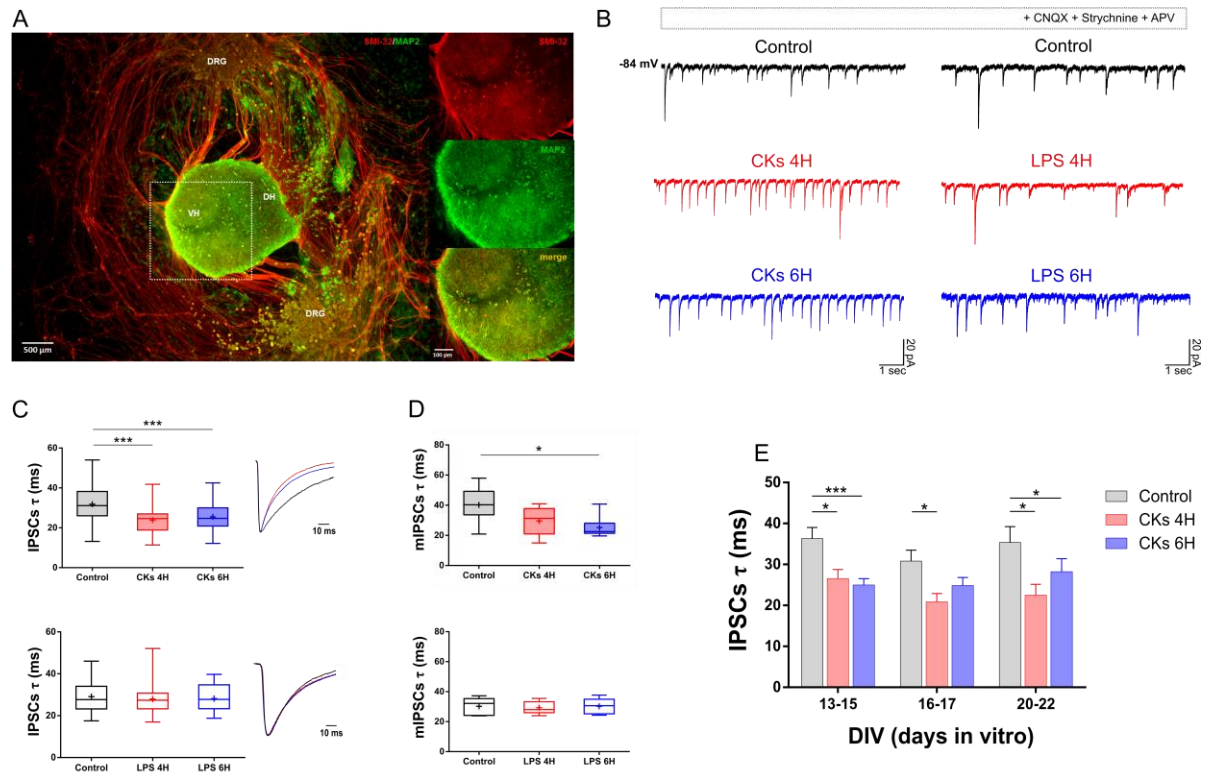 A
SMI-32/MAP2
SMI-32
DRG
MAP2
DH
VH
merge
DRG
500 µm
100 µm
B
+ CNQX + Strychnine + APV
Control
Control
-84 mV
CKs 4H
LPS 4H
CKs 6H
LPS 6H
20 pA
1 sec
20 pA
1 sec
C
***
***
IPSCs τ (ms)
60
40
20
0
Control
CKs 4H
CKs 6H
10 ms
IPSCs τ (ms)
60
40
20
0
Control
LPS 4H
LPS 6H
10 ms
D
*
mIPSCs τ (ms)
80
60
40
20
0
Control
CKs 4H
CKs 6H
mIPSCs τ (ms)
80
60
40
20
0
Control
LPS 4H
LPS 6H
E
IPSCs τ (ms)
50
40
30
20
10
0
***
*
*
*
*
13-15
16-17
20-22
DIV (days in vitro)
Control
CKs 4H
CKs 6H